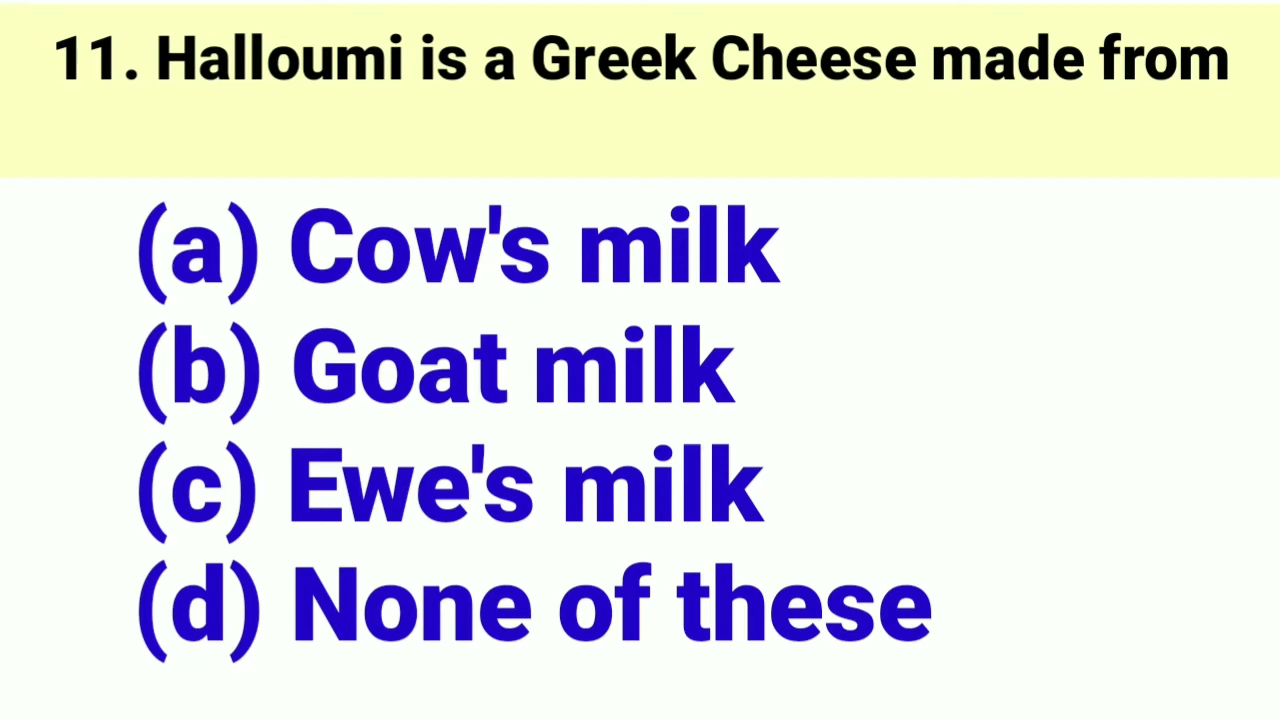 11. Halloumi is a Greek Cheese made from
(a) Cow's milk
(b) Goat milk
(c) Ewe's milk
(d) None of these